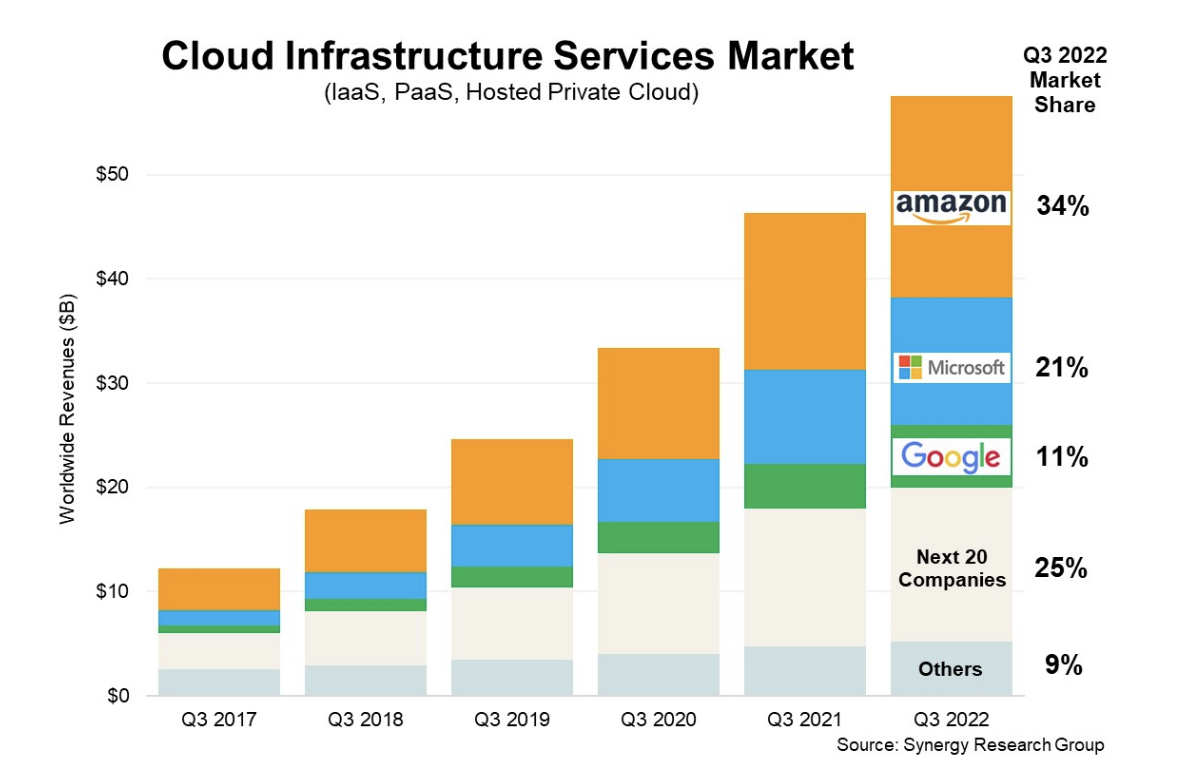 Cloud Infrastructure Services Market
(IaaS, PaaS, Hosted Private Cloud)
Q3 2022
Market
Share
Worldwide Revenues ($B)
$50
$40
$30
$20
$10
$0
amazon
34%
Microsoft
21%
Google
11%
Next 20
Companies
25%
Others
9%
Q3 2017
Q3 2018
Q3 2019
Q3 2020
Q3 2021
Q3 2022
Source: Synergy Research Group